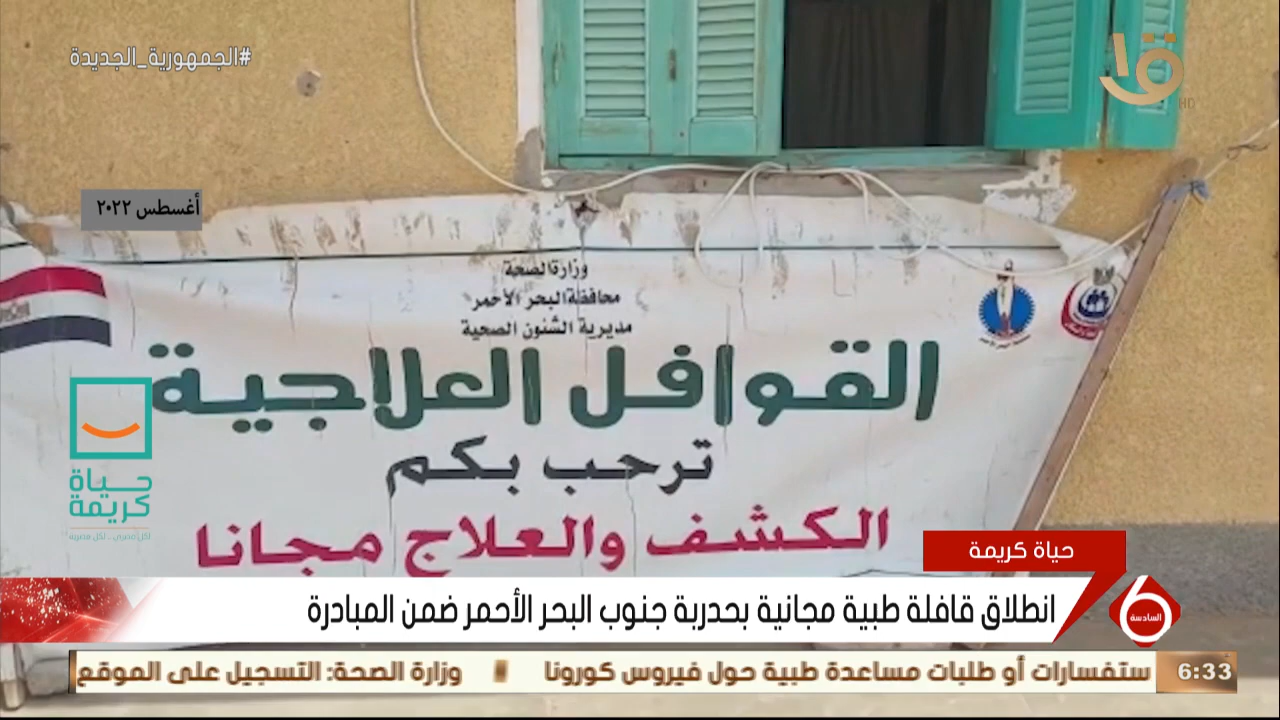 #الجمهورية_الجديدة
HD
أغسطس ٢٠٢٢
وزارة الصحة
محافظة البحر الأحمر
مديرية الشئون الصحية
القوافل العلاجية
ترحب بكم
الكشف والعلاج مجانا
حياة
كريمة
حياة كريمة
انطلاق قافلة طبية مجانية بحدربة جنوب البحر الأحمر ضمن المبادرة
السادسة
6:33
ستفسارات أو طلبات مساعدة طبية حول فيروس كورونا
وزارة الصحة: التسجيل على الموقع